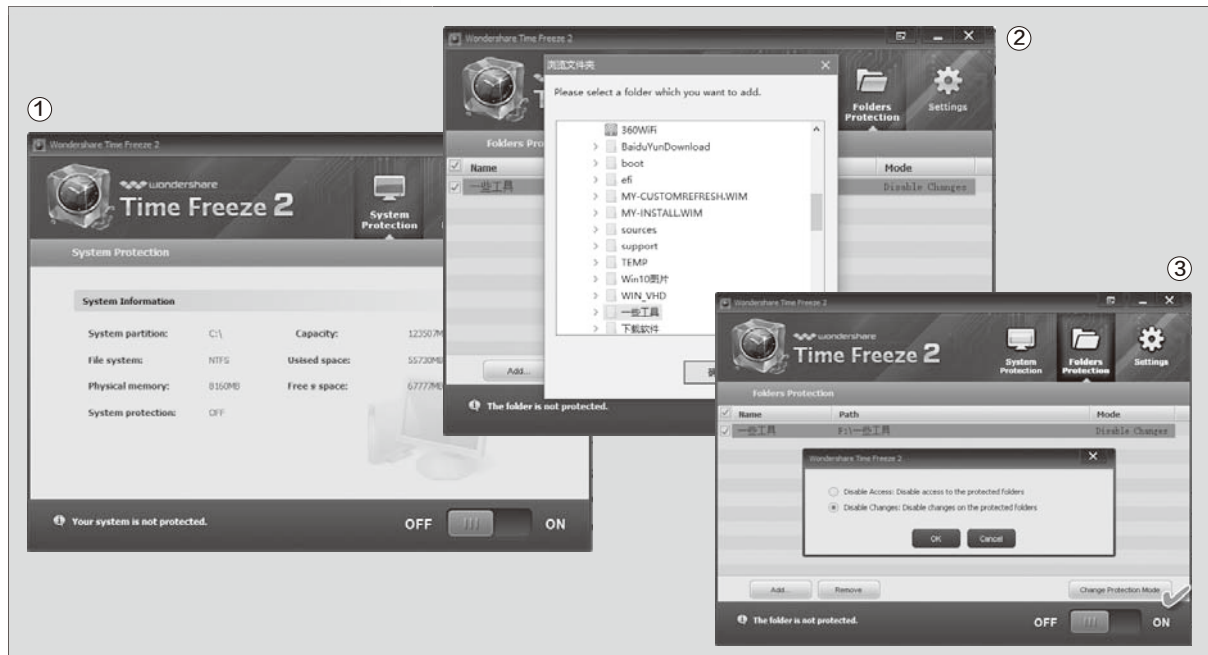 ①
Wondershare Time Freeze 2
wondershare
Time Freeze 2
System Protection
System Protection
System Information
System partition: C:\ Capacity:
File system: NTFS Usised space:
Physical memory: 8160MB Free s space:
System protection: OFF
Your system is not protected.
OFF ON
②
Wondershare Time Freeze 2
浏览文件夹
Please select a folder which you want to add.
360WiFi
BaiduYunDownload
boot
efi
MY-CUSTOMREFRESH.WIM
MY-INSTALL.WIM
sources
support
TEMP
Win10图片
WIN_VHD
一些工具
下载软件
Folders Protection
Settings
Folders Pro
Name Mode
一些工具 Disable Changes
Add...
The folder is not protected.
③
Wondershare Time Freeze 2
wondershare
Time Freeze 2
System Protection
Folders Protection
Settings
Folders Protection
Name Path Mode
一些工具 F:\一些工具 Disable Changes
Wondershare Time Freeze 2
Disable Access: Disable access to the protected folders
Disable Changes: Disable changes on the protected folders
OK Cancel
Add... Remove Change Protection Mode
The folder is not protected.
OFF ON